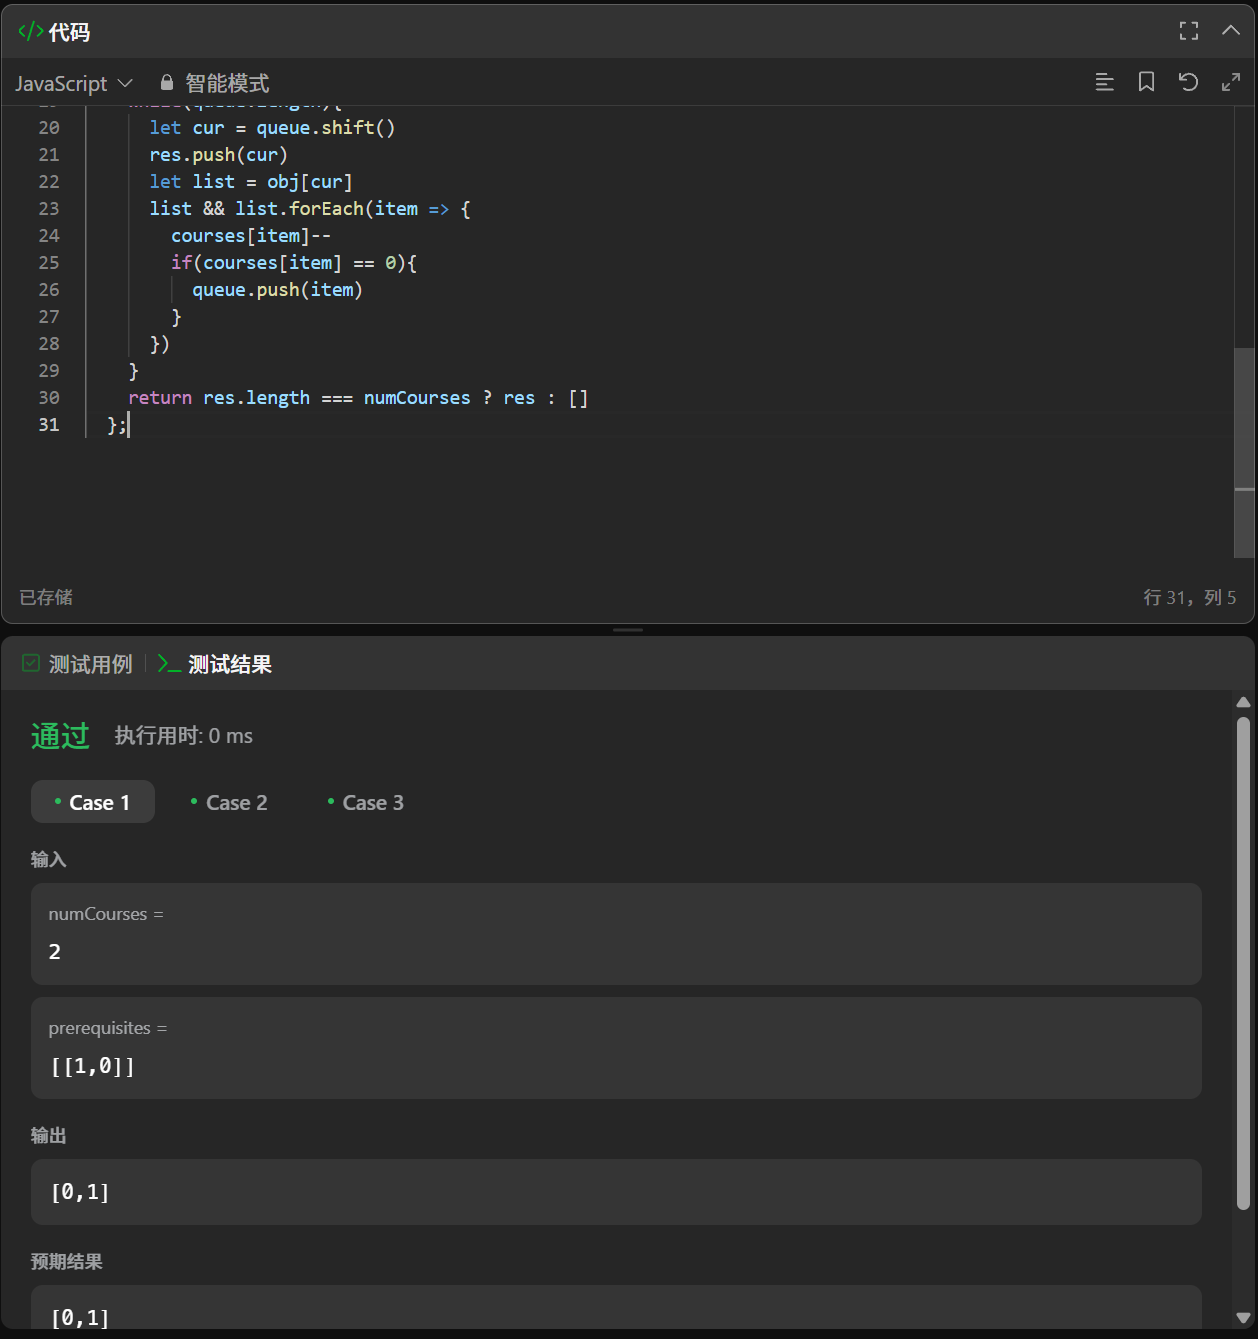 </> 代码
JavaScript 智能模式
20 let cur = queue.shift()
21 res.push(cur)
22 let list = obj[cur]
23 list && list.forEach(item => {
24 courses[item]--
25 if(courses[item] == 0){
26 queue.push(item)
27 }
28 })
29 }
30 return res.length === numCourses ? res : []
31 };
已存储 行 31，列 5
测试用例 >_ 测试结果
通过 执行用时: 0 ms
Case 1 Case 2 Case 3
输入
numCourses =
2
prerequisites =
[[1,0]]
输出
[0,1]
预期结果
[0,1]